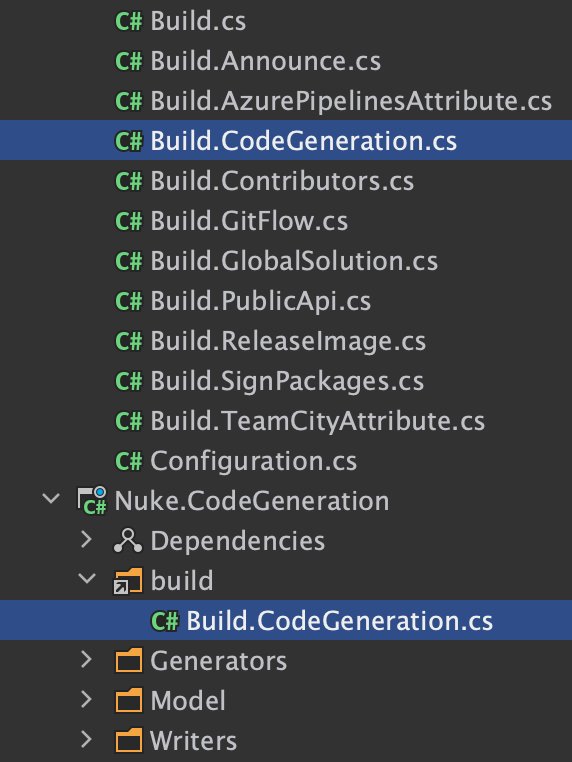 C# Build.cs
C# Build.Announce.cs
C# Build.AzurePipelinesAttribute.cs
C# Build.CodeGeneration.cs
C# Build.Contributors.cs
C# Build.GitFlow.cs
C# Build.GlobalSolution.cs
C# Build.PublicApi.cs
C# Build.ReleaseImage.cs
C# Build.SignPackages.cs
C# Build.TeamCityAttribute.cs
C# Configuration.cs
C# Nuke.CodeGeneration
Dependencies
build
C# Build.CodeGeneration.cs
Generators
Model
Writers